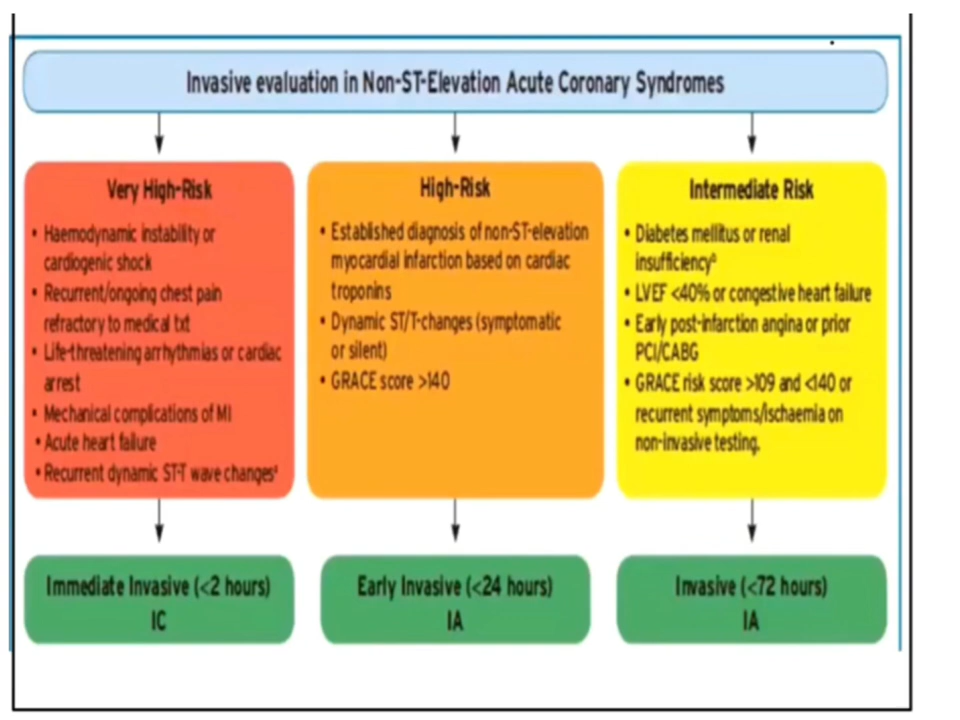 Invasive evaluation in Non-ST-Elevation Acute Coronary Syndromes
Very High-Risk
• Haemodynamic instability or
cardiogenic shock
• Recurrent/ongoing chest pain
refractory to medical txt
• Life-threatening arrhythmias or cardiac
arrest
• Mechanical complications of MI
• Acute heart failure
• Recurrent dynamic ST-T wave changesª
High-Risk
• Established diagnosis of non-ST-elevation
myocardial infarction based on cardiac
troponins
• Dynamic ST/T-changes (symptomatic
or silent)
• GRACE score >140
Intermediate Risk
• Diabetes mellitus or renal
insufficiencyᵇ
• LVEF <40% or congestive heart failure
• Early post-infarction angina or prior
PCI/CABG
• GRACE risk score >109 and <140 or
recurrent symptoms/ischaemia on
non-invasive testing.
Immediate Invasive (<2 hours)
IC
Early Invasive (<24 hours)
IA
Invasive (<72 hours)
IA